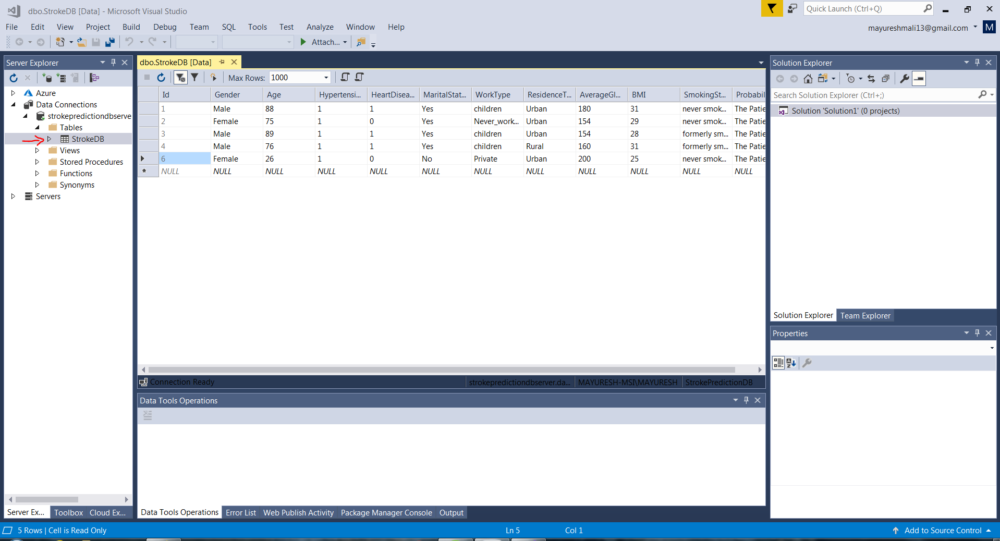 dbo.StrokeDB [Data] - Microsoft Visual Studio
Quick Launch (Ctrl+Q)
File Edit View Project Build Debug Team SQL Tools Test Analyze Window Help
mayureshmali13@gmail.com M
Attach...
Server Explorer
dbo.StrokeDB [Data]
Solution Explorer
Max Rows: 1000
Search Solution Explorer (Ctrl+;)
Solution 'Solution1' (0 projects)
Azure
Data Connections
strokepredictiondbserve
Tables
StrokeDB
Views
Stored Procedures
Functions
Synonyms
Servers
Id Gender Age Hypertensi... HeartDisea... MaritalStat... WorkType ResidenceT... AverageGl... BMI SmokingSt... Probabil
1 Male 88 1 1 Yes children Urban 180 31 never smok... The Patie
2 Female 75 1 0 Yes Never_work... Urban 154 29 never smok... The Patie
3 Male 89 1 1 Yes children Urban 154 28 formerly sm... The Patie
4 Male 76 1 1 Yes children Rural 160 31 formerly sm... The Patie
6 Female 26 1 0 No Private Urban 200 25 never smok... The Patie
NULL NULL NULL NULL NULL NULL NULL NULL NULL NULL NULL NULL
Solution Explorer Team Explorer
Properties
Connection Ready strokepredictiondbserver.da... MAYURESH-MSI\MAYURESH StrokePredictionDB
Data Tools Operations
Server Ex... Toolbox Cloud Ex...
Data Tools Operations Error List Web Publish Activity Package Manager Console Output
5 Rows | Cell is Read Only Ln 5 Col 1 Add to Source Control